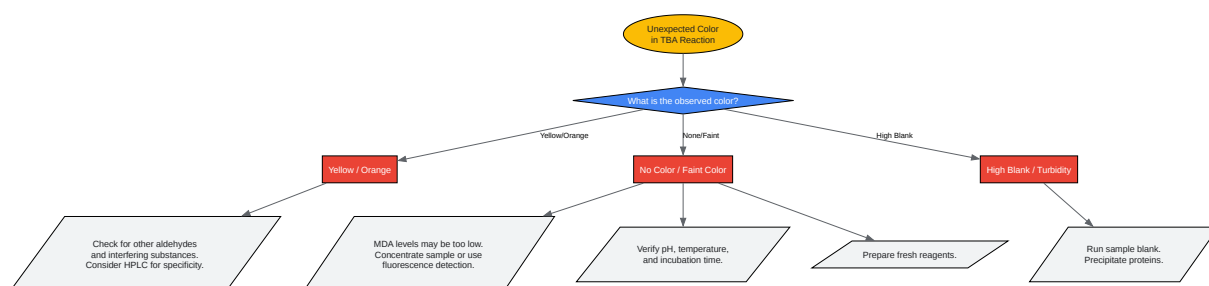 Unexpected Color
in TBA Reaction
What is the observed color?
Yellow/Orange
None/Faint
High Blank
Yellow / Orange
No Color / Faint Color
High Blank / Turbidity
Check for other aldehydes
and interfering substances.
Consider HPLC for specificity.
MDA levels may be too low.
Concentrate sample or use
fluorescence detection.
Verify pH, temperature,
and incubation time.
Prepare fresh reagents.
Run sample blank.
Precipitate proteins.